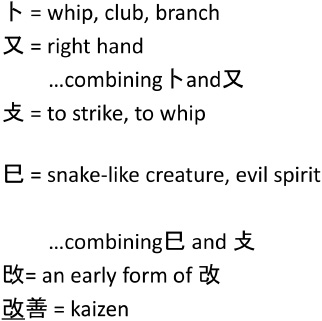 卜 = whip, club, branch
又 = right hand
...combining卜and又
攴 = to strike, to whip
巳 = snake-like creature, evil spirit
...combining巳 and 攴
攺= an early form of 改
改善 = kaizen